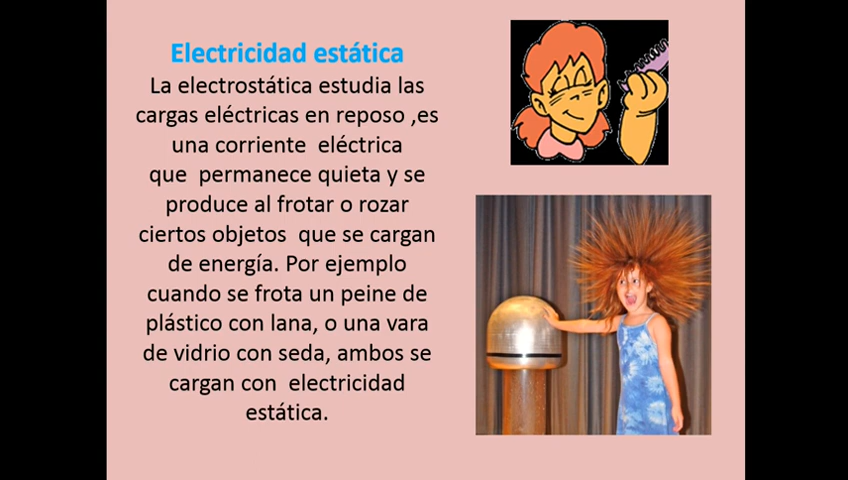 Electricidad estática
La electrostática estudia las
cargas eléctricas en reposo ,es
una corriente eléctrica
que permanece quieta y se
produce al frotar o rozar
ciertos objetos que se cargan
de energía. Por ejemplo
cuando se frota un peine de
plástico con lana, o una vara
de vidrio con seda, ambos se
cargan con electricidad
estática.